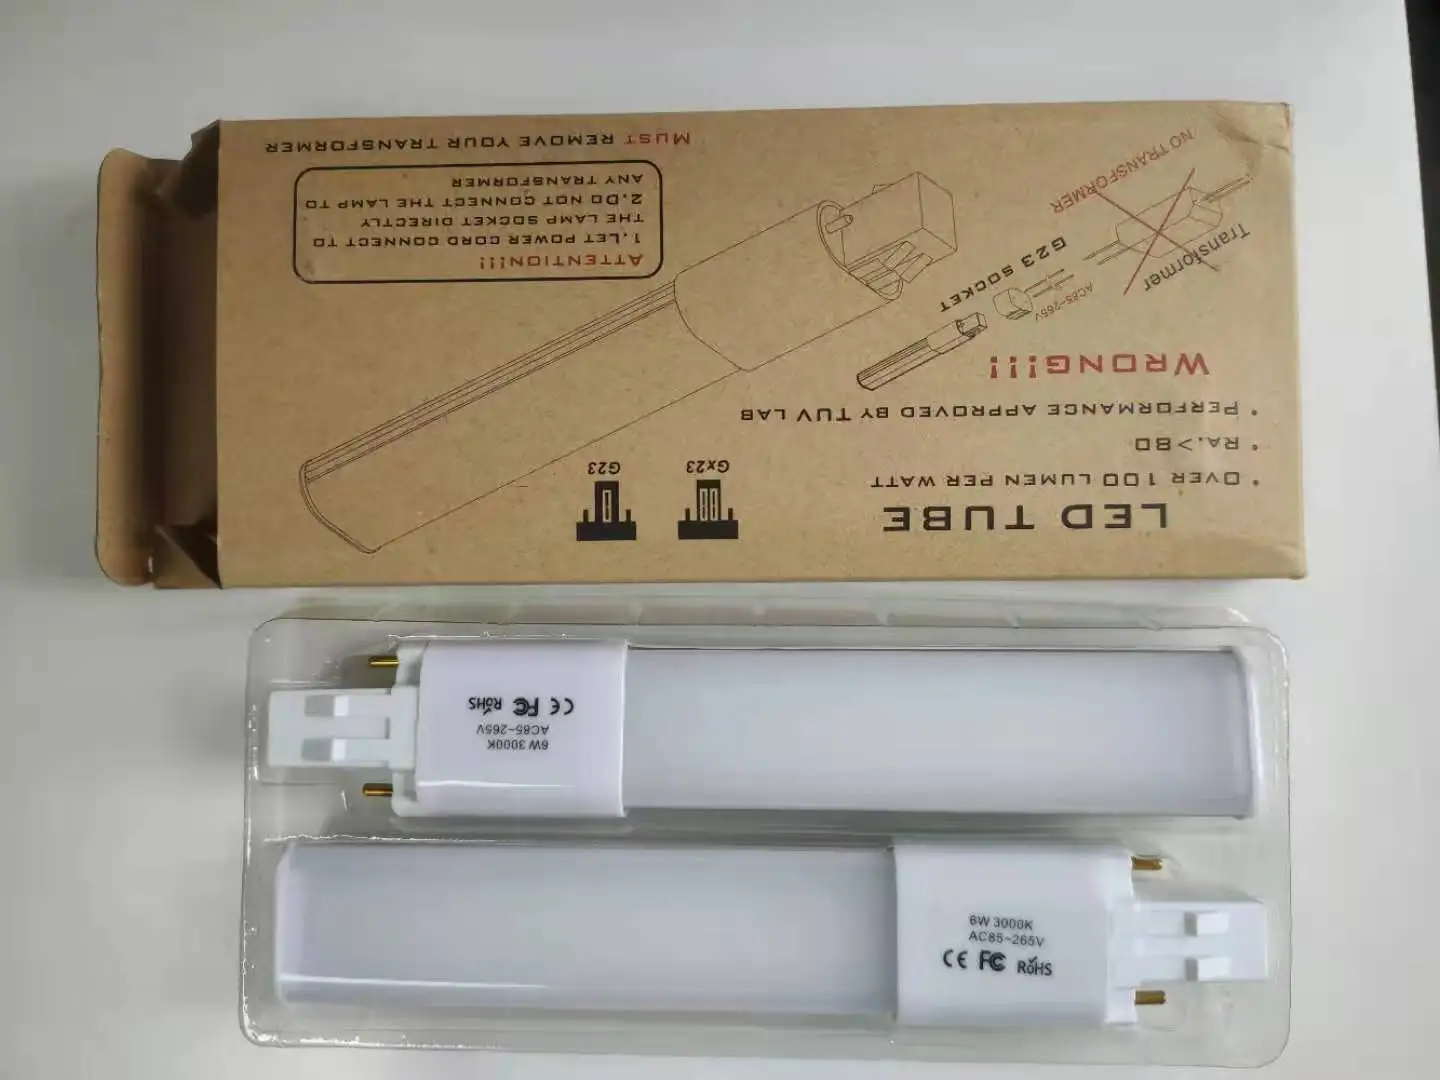 LED TUBE
• OVER 100 LUMEN PER WATT
• RA.>80
• PERFORMANCE APPROVED BY TUV LAB
WRONG!!!
Gx23
G23
G23 SOCKET
AC85-265V
Transformer
NO TRANSFORMER
ATTENTION!!!
1.LET POWER CORD CONNECT TO
THE LAMP SOCKET DIRECTLY
2.DO NOT CONNECT THE LAMP TO
ANY TRANSFORMER
MUST REMOVE YOUR TRANSFORMER
6W 3000K
AC85~265V
CE FC RoHS
6W 3000K
AC85~265V
CE FC RoHS